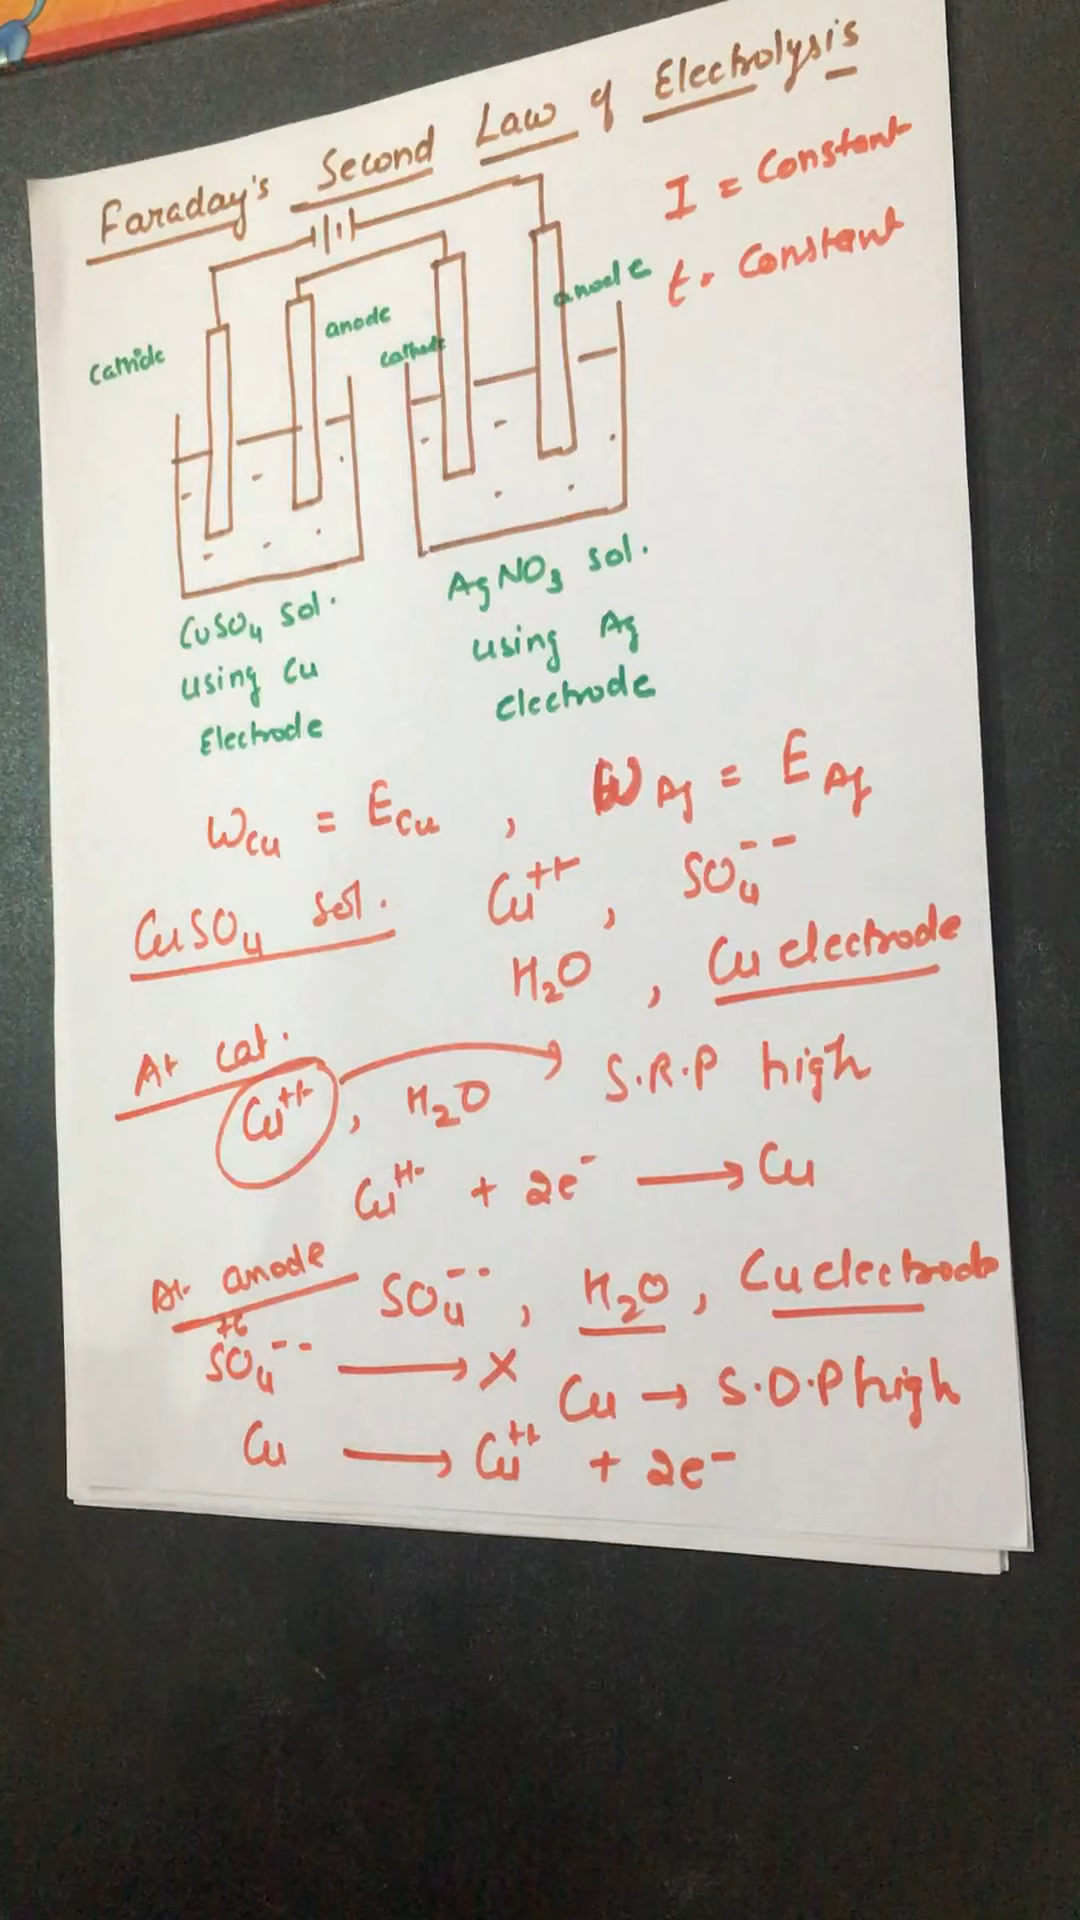 Faraday's Second Law of Electrolysis
I = Constant
t = Constant
Cathode
anode
cathode
anode
CuSO4 sol.
using Cu
Electrode
AgNO3 sol.
using Ag
electrode
WCu = ECu , WAg = EAg
CuSO4 sol. Cu++ , SO4--
H2O , Cu electrode
At cat.
Cu++ , H2O → S.R.P high
Cu++ + 2e- → Cu
At anode SO4-- , H2O , Cu electrode
+6
SO4-- → X
Cu → S.O.P high
Cu → Cu++ + 2e-